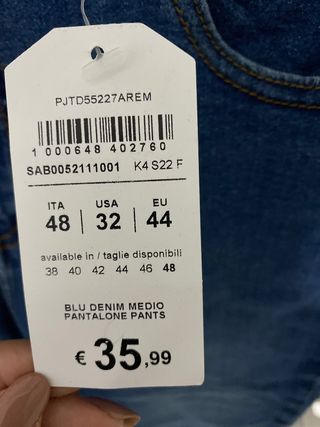 PJTD55227AREM
1 000648 402760
SAB0052111001 K4 S22 F
ITA USA EU
48 32 44
available in / taglie disponibili
38 40 42 44 46 48
BLU DENIM MEDIO
PANTALONE PANTS
€ 35,99